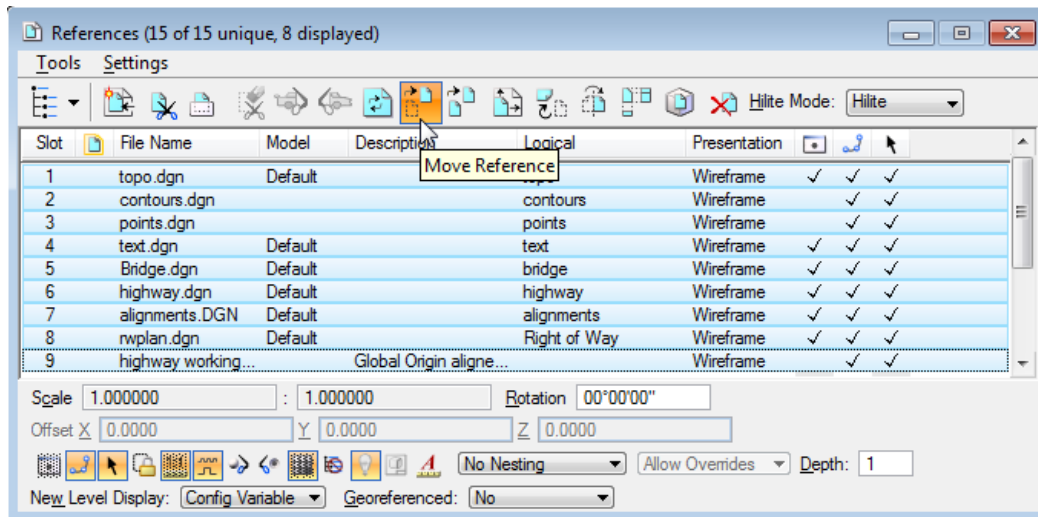 References (15 of 15 unique, 8 displayed)
Tools Settings
Hilite Mode: Hilite
Slot File Name Model Description Logical Presentation
Move Reference
1 topo.dgn Default Wireframe
2 contours.dgn contours Wireframe
3 points.dgn points Wireframe
4 text.dgn Default text Wireframe
5 Bridge.dgn Default bridge Wireframe
6 highway.dgn Default highway Wireframe
7 alignments.DGN Default alignments Wireframe
8 rwplan.dgn Default Right of Way Wireframe
9 highway working... Global Origin aligne... Wireframe
Scale 1.000000 : 1.000000 Rotation 00°00'00"
Offset X 0.0000 Y 0.0000 Z 0.0000
No Nesting Allow Overrides Depth: 1
New Level Display: Config Variable Georeferenced: No